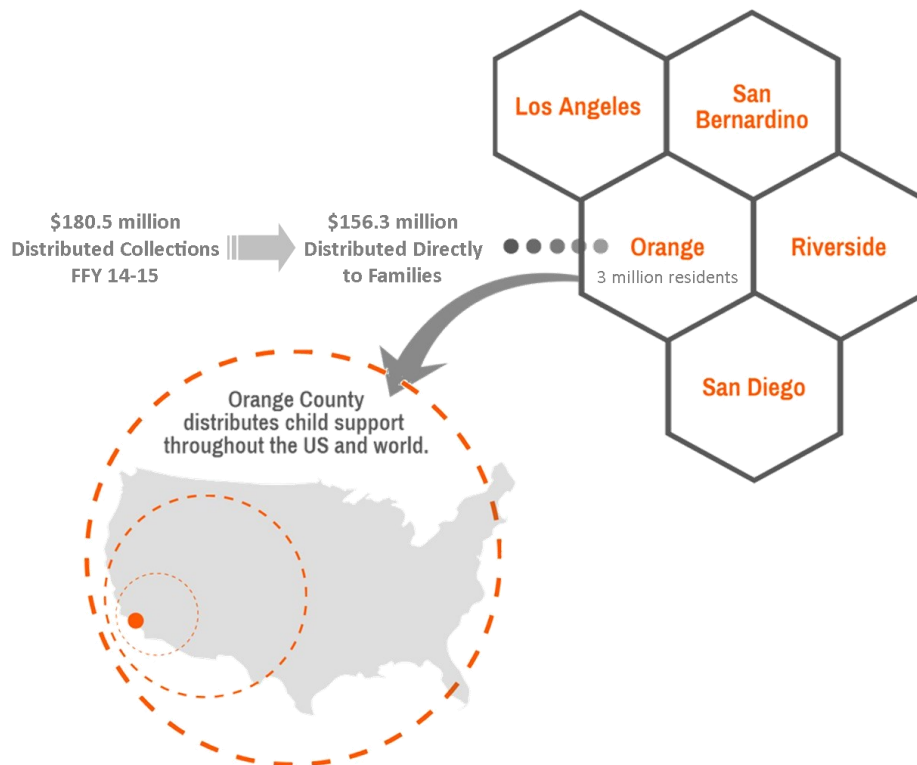 Los Angeles
San
Bernardino
$180.5 million
Distributed Collections
FFY 14-15
$156.3 million
Distributed Directly
to Families
Orange
3 million residents
Riverside
San Diego
Orange County
distributes child support
throughout the US and world.